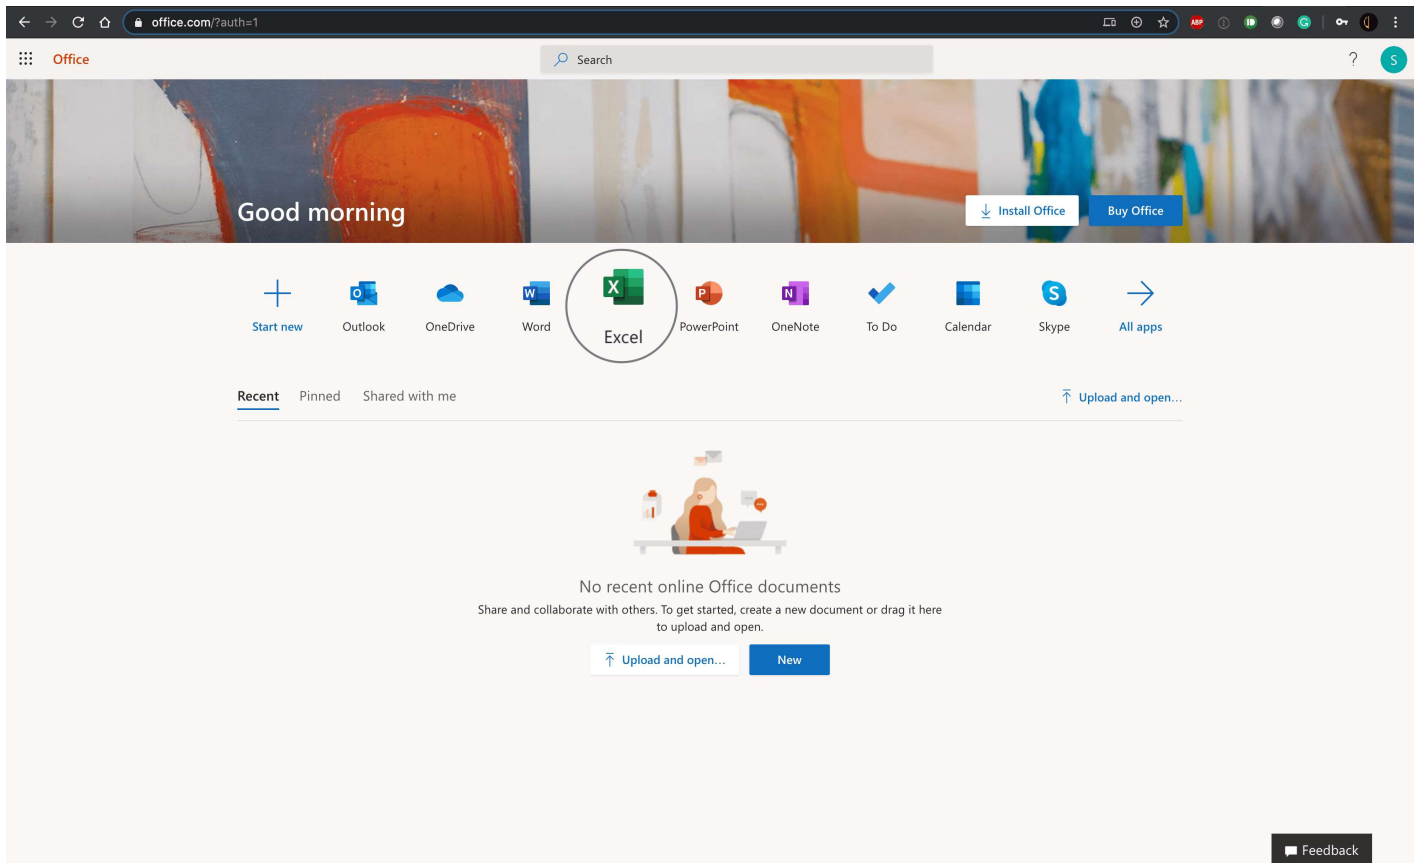 office.com/?auth=1
ABP
Office
Search
?
S
Good morning
Install Office
Buy Office
Start new
Outlook
OneDrive
Word
Excel
PowerPoint
OneNote
To Do
Calendar
Skype
All apps
Recent Pinned Shared with me
Upload and open...
No recent online Office documents
Share and collaborate with others. To get started, create a new document or drag it here
to upload and open.
Upload and open...
New
Feedback